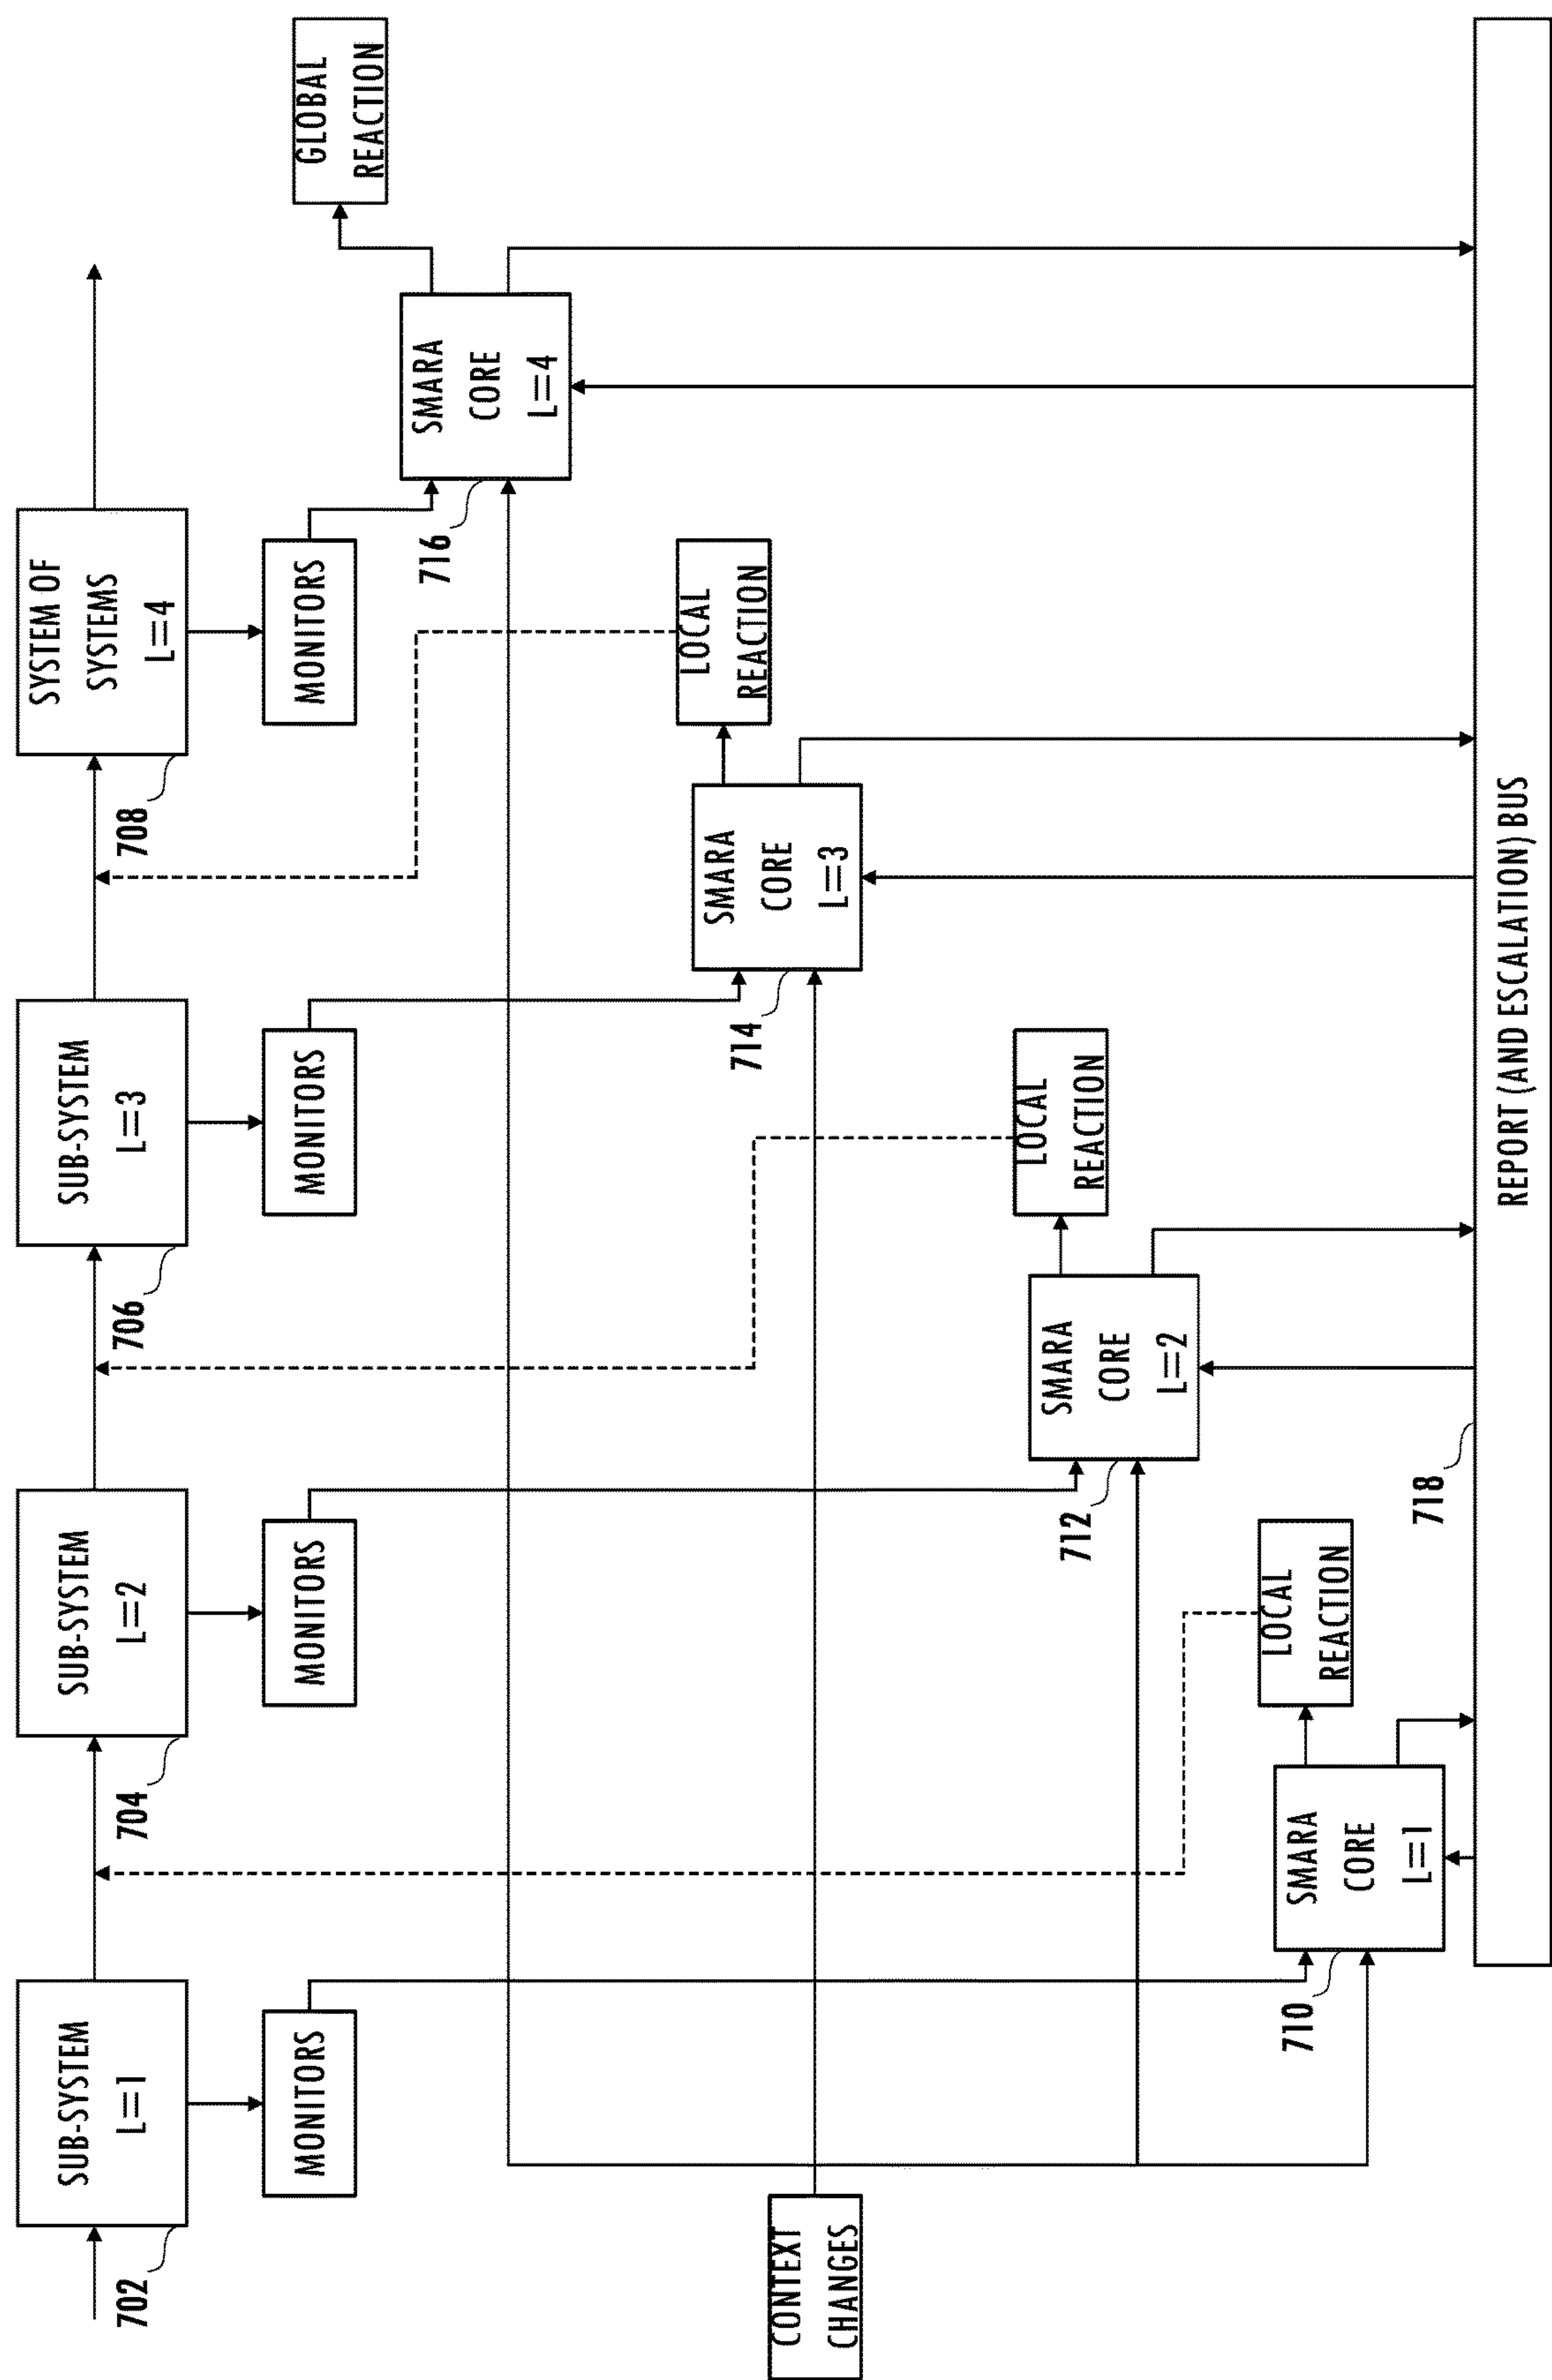 SUB-SYSTEM
L=1
702
SUB-SYSTEM
L=2
704
SUB-SYSTEM
L=3
706
SYSTEM OF
SYSTEMS
L=4
708
MONITORS
MONITORS
MONITORS
MONITORS
GLOBAL
REACTION
SMARA
CORE
L=4
716
LOCAL
REACTION
SMARA
CORE
L=3
714
CONTEXT
CHANGES
LOCAL
REACTION
SMARA
CORE
L=2
712
LOCAL
REACTION
SMARA
CORE
L=1
710
718
REPORT (AND ESCALATION) BUS